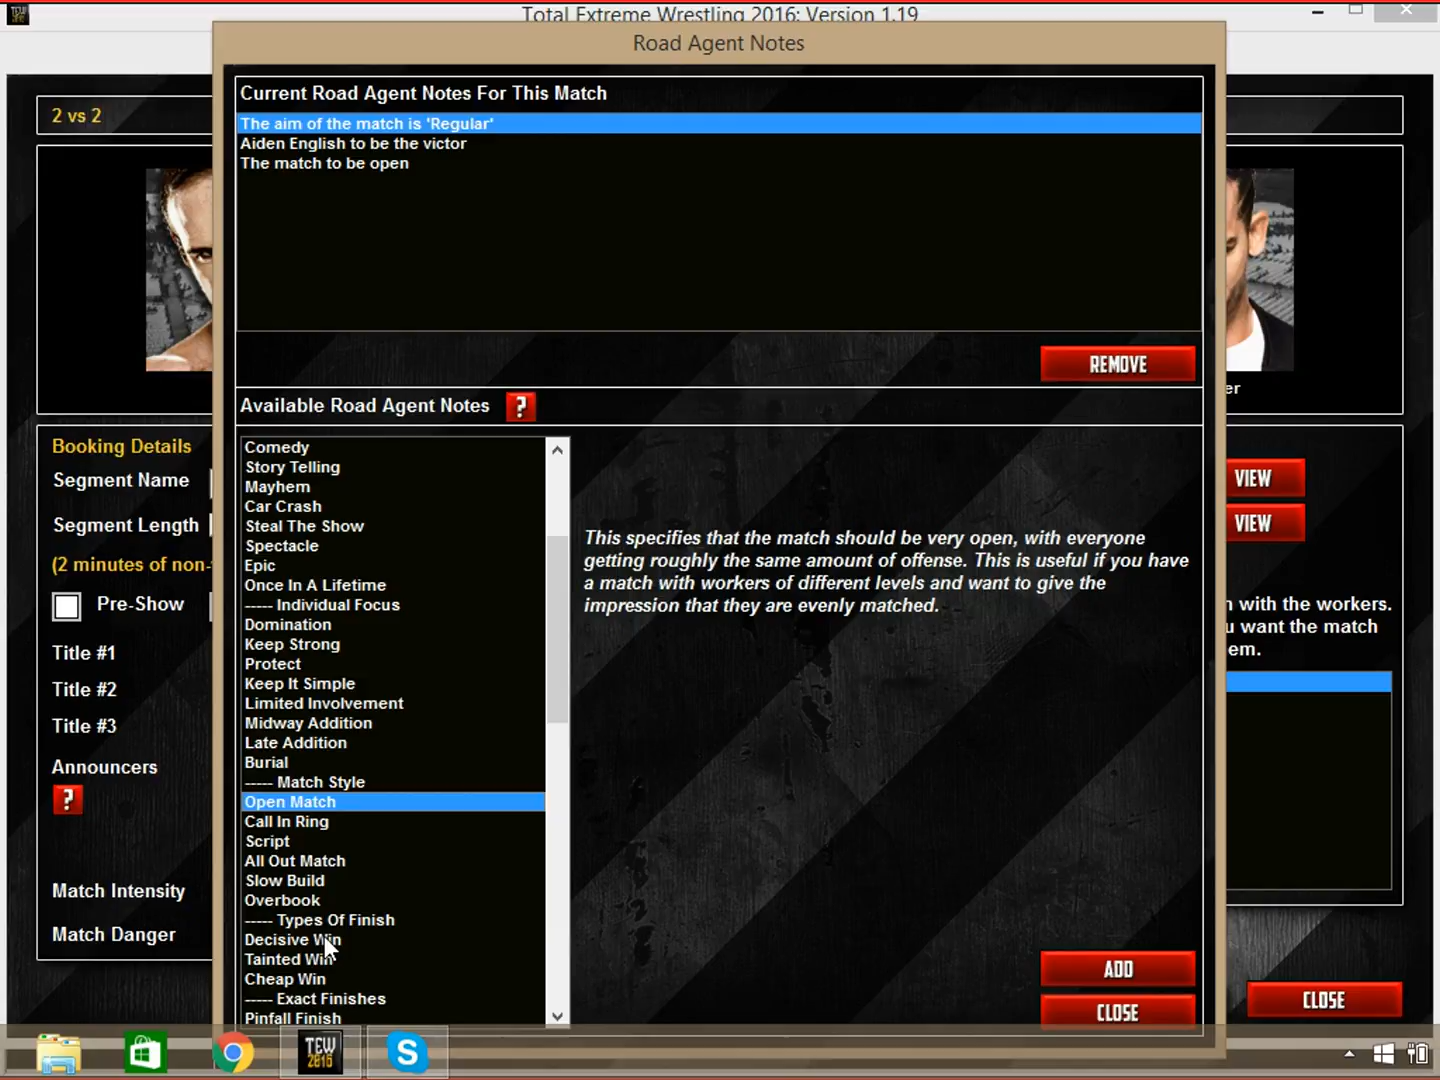 Total Extreme Wrestling 2016: Version 1.19
Road Agent Notes
2 vs 2
Current Road Agent Notes For This Match
The aim of the match is 'Regular'
Aiden English to be the victor
The match to be open
REMOVE
Available Road Agent Notes ?
Comedy
Story Telling
Mayhem
Car Crash
Steal The Show
Spectacle
Epic
Once In A Lifetime
----- Individual Focus
Domination
Keep Strong
Protect
Keep It Simple
Limited Involvement
Midway Addition
Late Addition
Burial
----- Match Style
Open Match
Call In Ring
Script
All Out Match
Slow Build
Overbook
----- Types Of Finish
Decisive Win
Tainted Win
Cheap Win
----- Exact Finishes
Pinfall Finish
This specifies that the match should be very open, with everyone
getting roughly the same amount of offense. This is useful if you have
a match with workers of different levels and want to give the
impression that they are evenly matched.
ADD
CLOSE
Booking Details
Segment Name
Segment Length
(2 minutes of non-
Pre-Show
Title #1
Title #2
Title #3
Announcers
?
Match Intensity
Match Danger
er
VIEW
VIEW
with the workers.
want the match
em.
CLOSE
TEW
2016
S